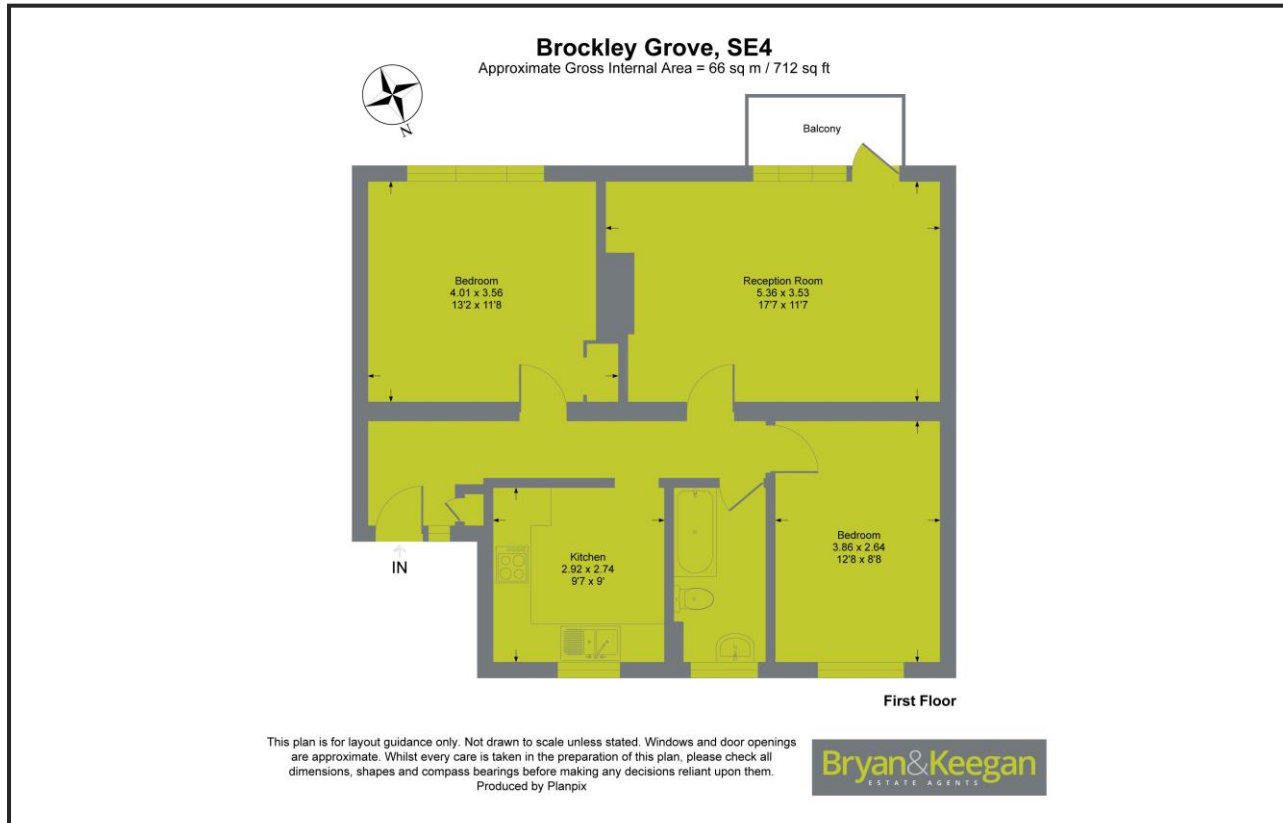 Brockley Grove, SE4
Approximate Gross Internal Area = 66 sq m / 712 sq ft
N
Balcony
Bedroom
4.01 x 3.56
13'2 x 11'8
Reception Room
5.36 x 3.53
17'7 x 11'7
Kitchen
2.92 x 2.74
9'7 x 9'
Bedroom
3.86 x 2.64
12'8 x 8'8
IN
First Floor
This plan is for layout guidance only. Not drawn to scale unless stated. Windows and door openings
are approximate. Whilst every care is taken in the preparation of this plan, please check all
dimensions, shapes and compass bearings before making any decisions reliant upon them.
Produced by Planpix
Bryan&Keegan
ESTATE AGENTS